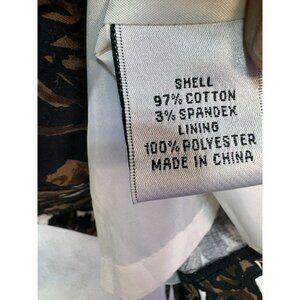 SHELL
97% COTTON
3% SPANDEX
LINING
100% POLYESTER
MADE IN CHINA